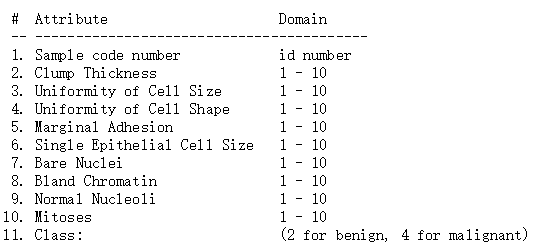 # Attribute Domain
-- -----------------------------------------
1. Sample code number id number
2. Clump Thickness 1 - 10
3. Uniformity of Cell Size 1 - 10
4. Uniformity of Cell Shape 1 - 10
5. Marginal Adhesion 1 - 10
6. Single Epithelial Cell Size 1 - 10
7. Bare Nuclei 1 - 10
8. Bland Chromatin 1 - 10
9. Normal Nucleoli 1 - 10
10. Mitoses 1 - 10
11. Class: (2 for benign, 4 for malignant)